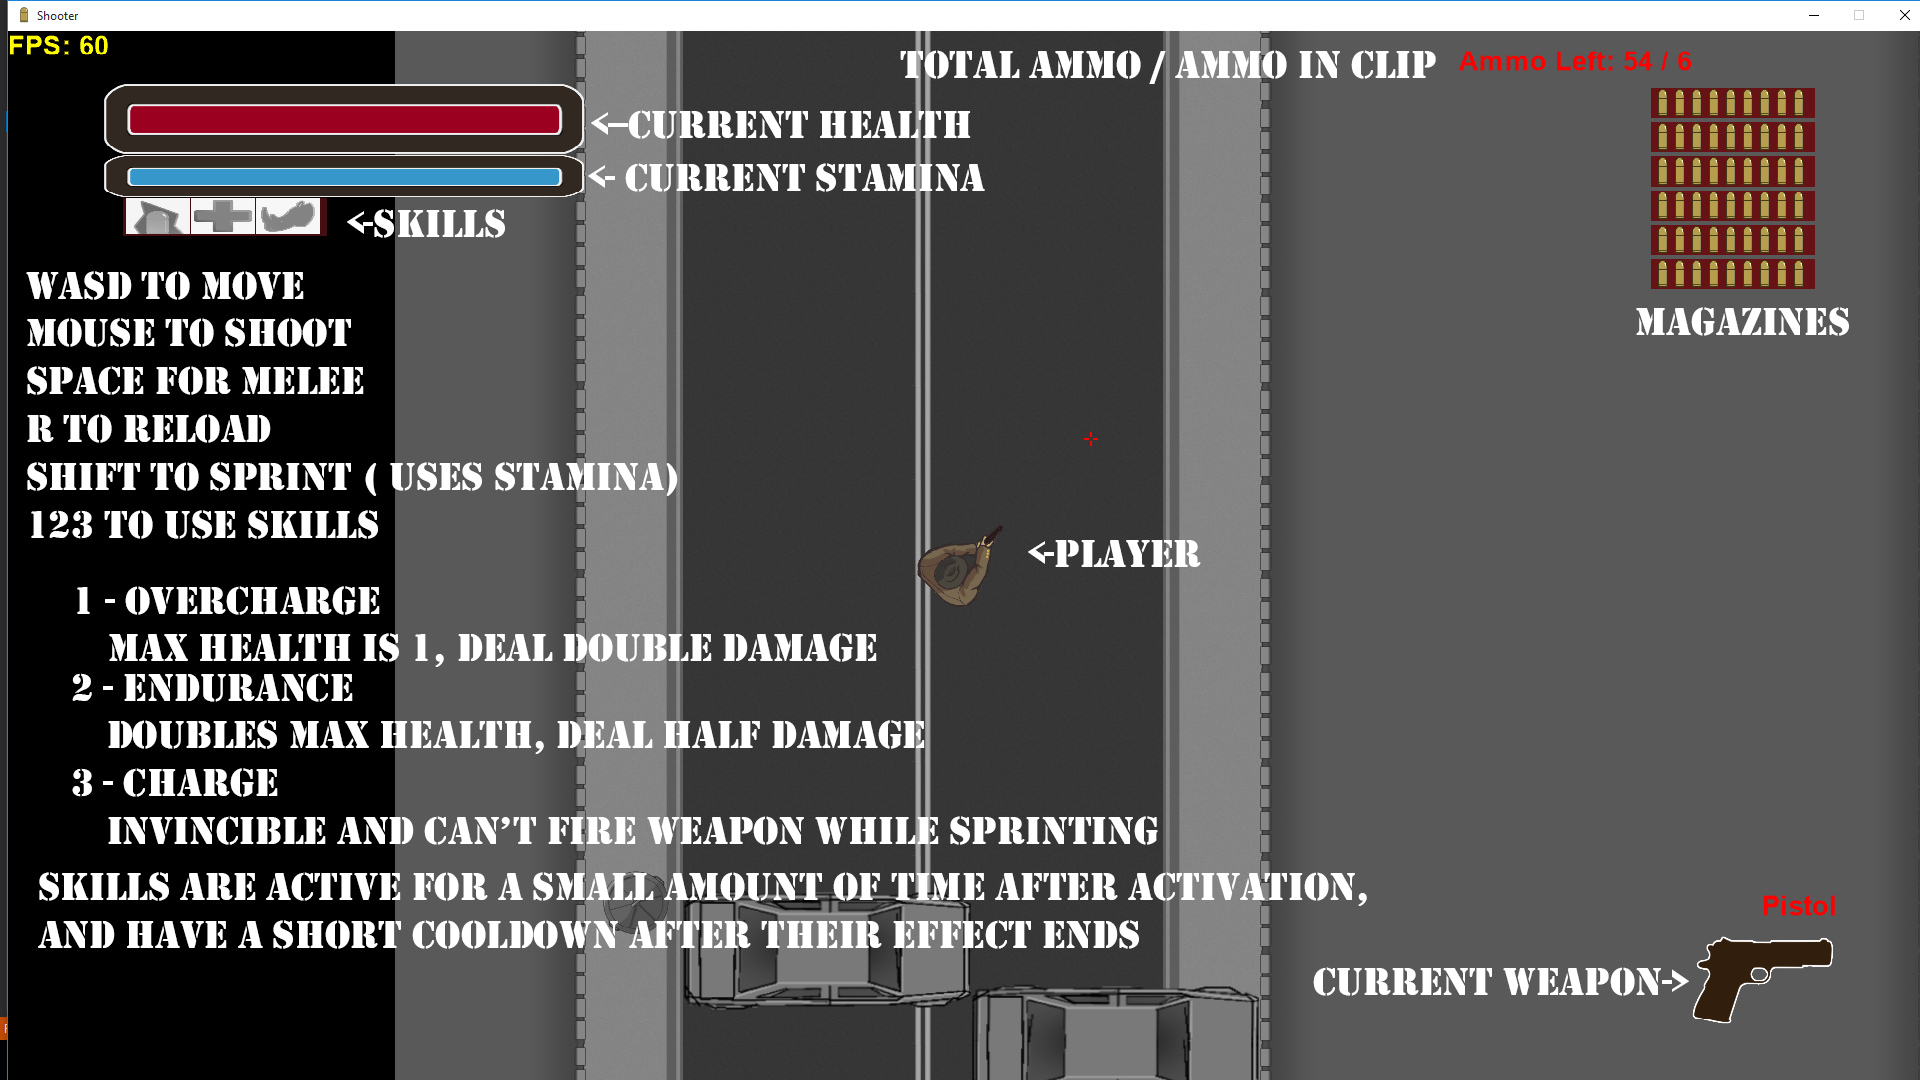 Shooter
FPS: 60
TOTAL AMMO / AMMO IN CLIP
Ammo Left: 54 / 6
<-CURRENT HEALTH
<- CURRENT STAMINA
<-SKILLS
WASD TO MOVE
MOUSE TO SHOOT
SPACE FOR MELEE
R TO RELOAD
SHIFT TO SPRINT ( USES STAMINA)
123 TO USE SKILLS
MAGAZINES
<-PLAYER
1 - OVERCHARGE
MAX HEALTH IS 1, DEAL DOUBLE DAMAGE
2 - ENDURANCE
DOUBLES MAX HEALTH, DEAL HALF DAMAGE
3 - CHARGE
INVINCIBLE AND CAN'T FIRE WEAPON WHILE SPRINTING
SKILLS ARE ACTIVE FOR A SMALL AMOUNT OF TIME AFTER ACTIVATION,
AND HAVE A SHORT COOLDOWN AFTER THEIR EFFECT ENDS
Pistol
CURRENT WEAPON->